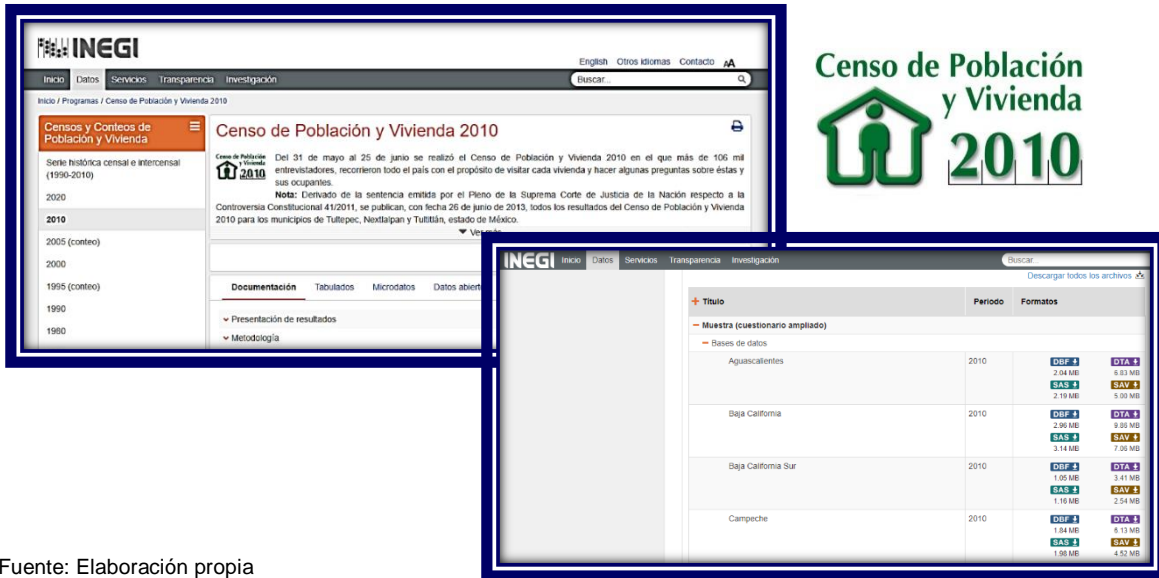 INEGI
English Otros idiomas Contacto AA
Inicio Datos Servicios Transparencia Investigación
Buscar...
Inicio / Programas / Censo de Población y Vivienda 2010
Censos y Conteos de
Población y Vivienda
Serie histórica censal e intercensal
(1990-2010)
2020
2010
2005 (conteo)
2000
1995 (conteo)
1990
1980
Censo de Población y Vivienda 2010
Censo de Población
y Vivienda
2010
Del 31 de mayo al 25 de junio se realizó el Censo de Población y Vivienda 2010 en el que más de 106 mil
entrevistadores, recorrieron todo el país con el propósito de visitar cada vivienda y hacer algunas preguntas sobre éstas y
sus ocupantes.
Nota: Derivado de la sentencia emitida por el Pleno de la Suprema Corte de Justicia de la Nación respecto a la
Controversia Constitucional 41/2011, se publican, con fecha 26 de junio de 2013, todos los resultados del Censo de Población y Vivienda
2010 para los municipios de Tultepec, Nextlalpan y Tultitlán, estado de México.
Ver más
Documentación Tabulados Microdatos Datos abiert
Presentación de resultados
Metodología
Censo de Población
y Vivienda
2010
INEGI Inicio Datos Servicios Transparencia Investigación
Buscar...
Descargar todos los archivos
Título Periodo Formatos
Muestra (cuestionario ampliado)
Bases de datos
Aguascalientes 2010 DBF DTA
2.04 MB 6.83 MB
SAS SAV
2.19 MB 5.00 MB
Baja California 2010 DBF DTA
2.96 MB 9.86 MB
SAS SAV
3.14 MB 7.06 MB
Baja California Sur 2010 DBF DTA
1.05 MB 3.41 MB
SAS SAV
1.16 MB 2.54 MB
Campeche 2010 DBF DTA
1.84 MB 6.13 MB
SAS SAV
1.98 MB 4.52 MB
Fuente: Elaboración propia